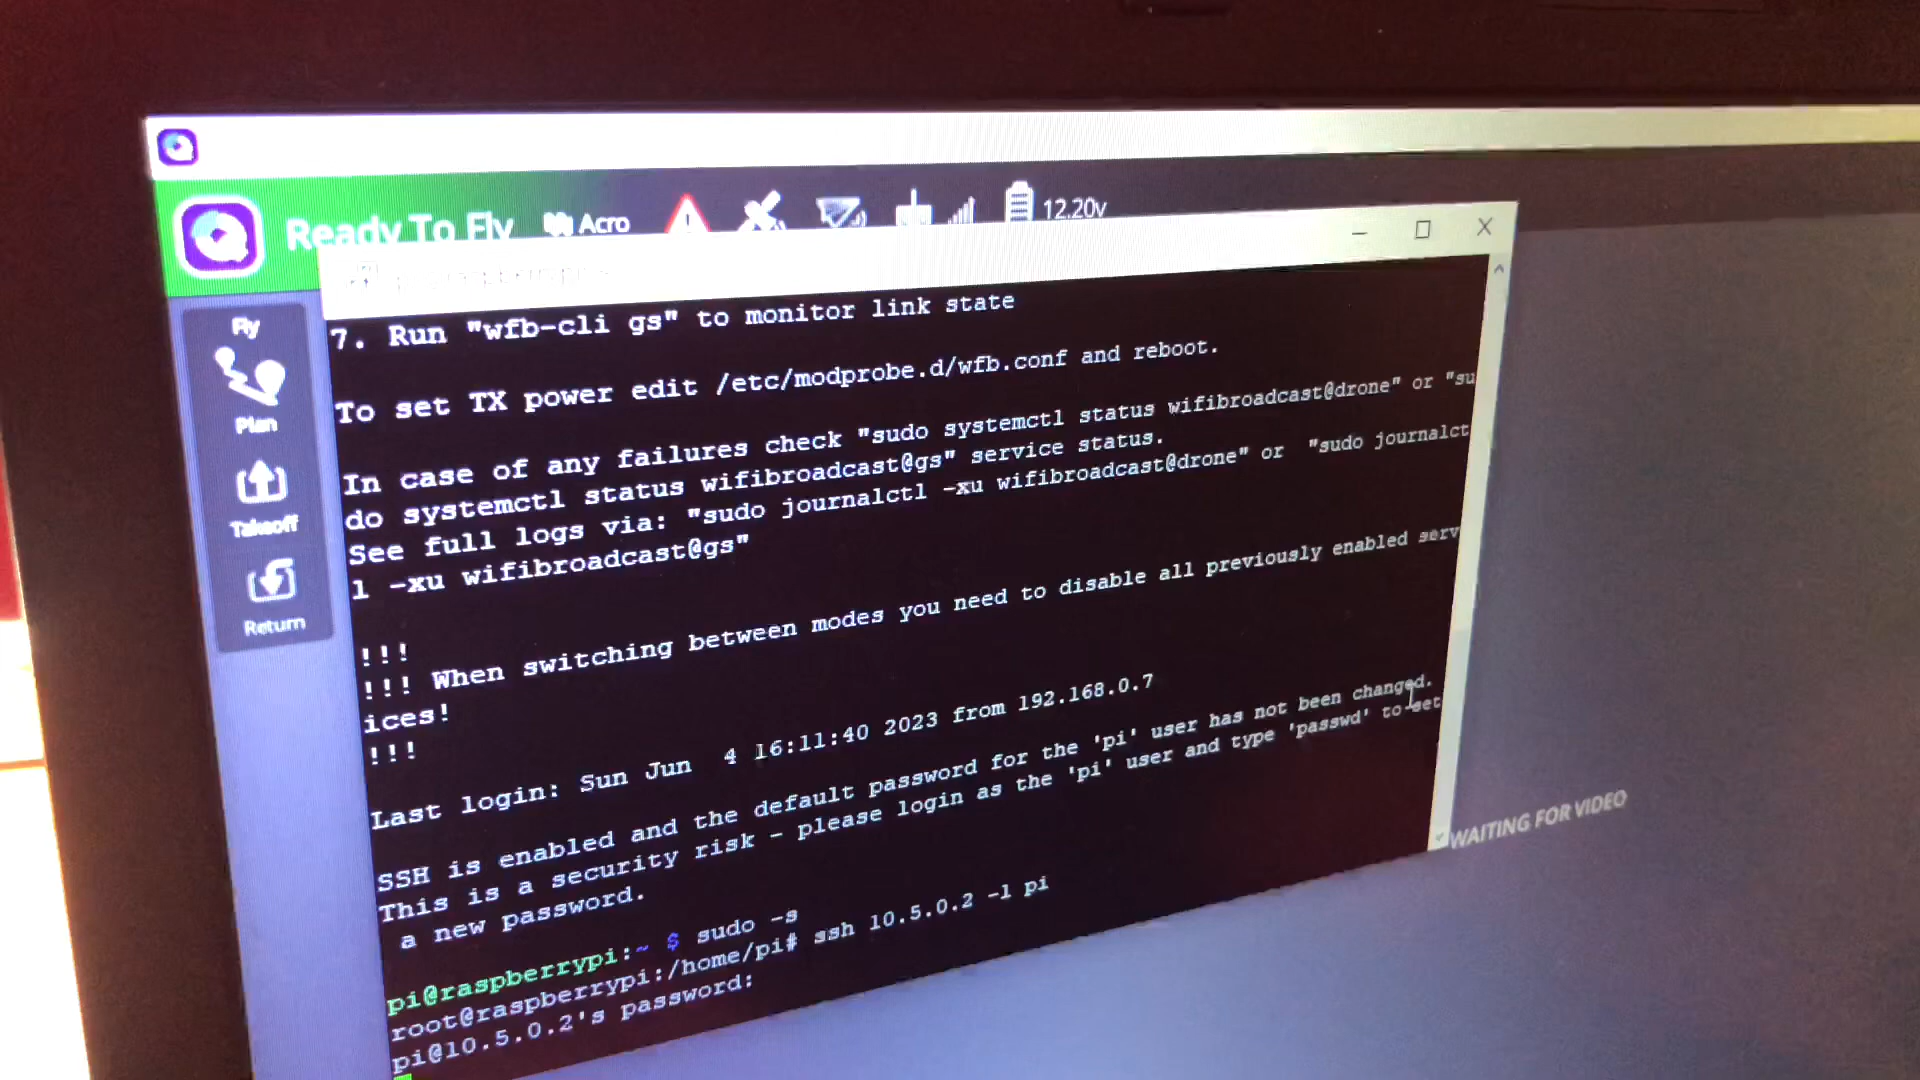 Ready To Fly Acro 12.20v
Fly
Plan
Takeoff
Return
7. Run "wfb-cli gs" to monitor link state
To set TX power edit /etc/modprobe.d/wfb.conf and reboot.
In case of any failures check "sudo systemctl status wifibroadcast@drone" or "su
do systemctl status wifibroadcast@gs" service status.
See full logs via: "sudo journalctl -xu wifibroadcast@drone" or  "sudo journalct
l -xu wifibroadcast@gs"
!!!
!!! When switching between modes you need to disable all previously enabled serv
ices!
!!!
Last login: Sun Jun  4 16:11:40 2023 from 192.168.0.7
SSH is enabled and the default password for the 'pi' user has not been changed.
This is a security risk - please login as the 'pi' user and type 'passwd' to set
 a new password.
pi@raspberrypi:~ $ sudo -s
root@raspberrypi:/home/pi# ssh 10.5.0.2 -l pi
pi@10.5.0.2's password:
WAITING FOR VIDEO